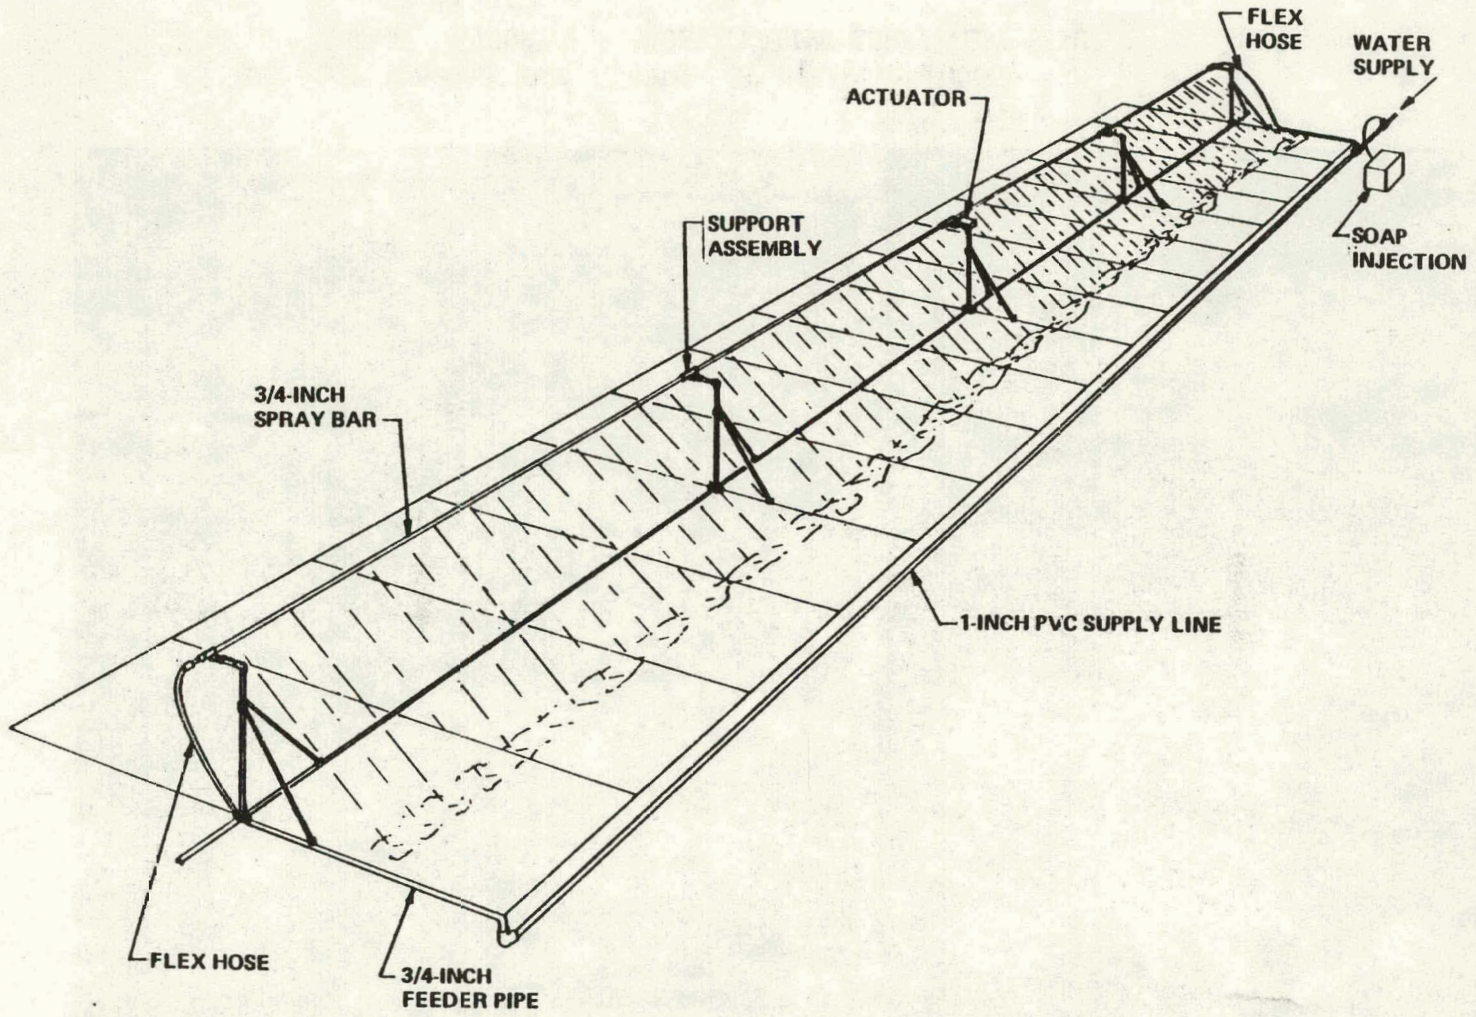 FLEX
HOSE
WATER
SUPPLY
ACTUATOR
SUPPORT
ASSEMBLY
SOAP
INJECTION
3/4-INCH
SPRAY BAR
1-INCH PVC SUPPLY LINE
FLEX HOSE
3/4-INCH
FEEDER PIPE